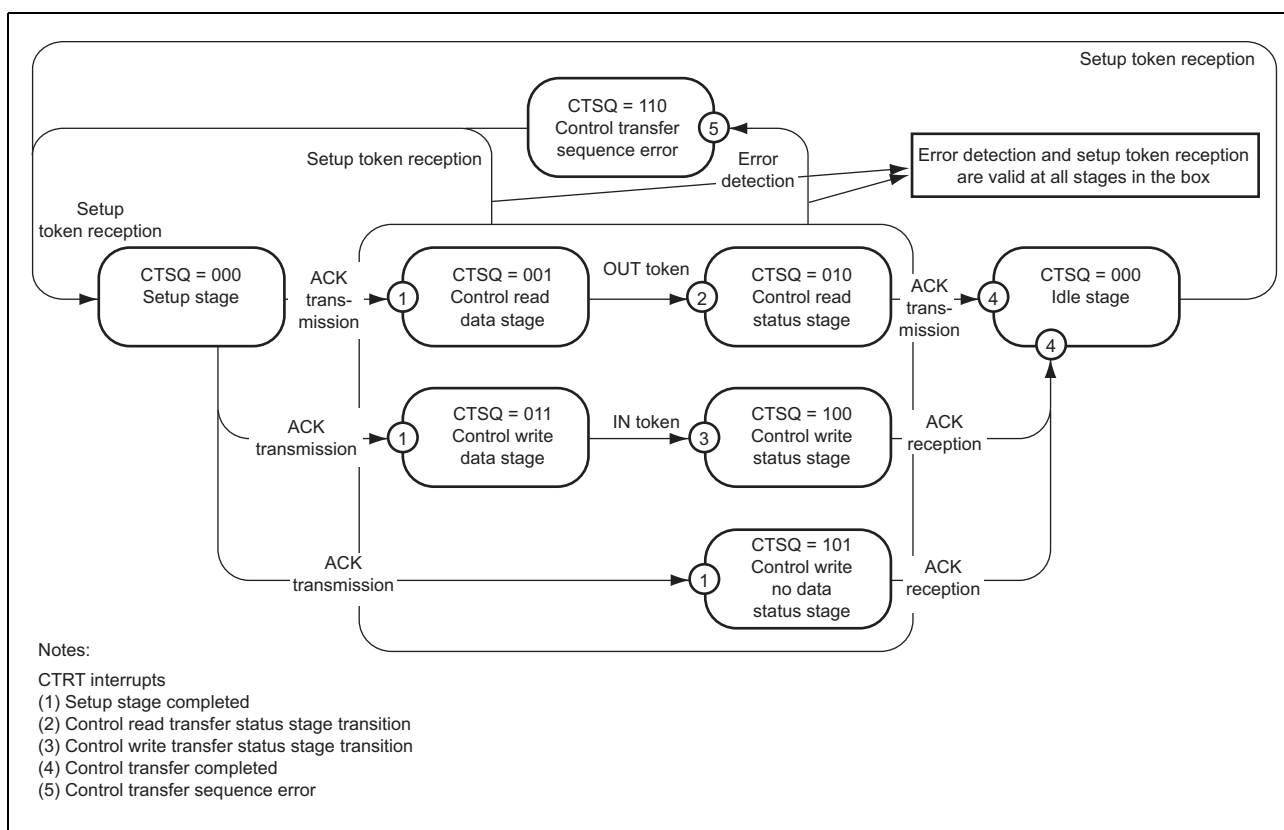 Setup token reception
CTSQ = 110
Control transfer
sequence error
5
Setup token reception
Error
detection
Error detection and setup token reception
are valid at all stages in the box
Setup
token reception
CTSQ = 000
Setup stage
ACK
trans-
mission
1
CTSQ = 001
Control read
data stage
OUT token
2
CTSQ = 010
Control read
status stage
ACK
trans-
mission
4
CTSQ = 000
Idle stage
4
ACK
transmission
1
CTSQ = 011
Control write
data stage
IN token
3
CTSQ = 100
Control write
status stage
ACK
reception
ACK
transmission
1
CTSQ = 101
Control write
no data
status stage
ACK
reception
Notes:
CTRT interrupts
(1) Setup stage completed
(2) Control read transfer status stage transition
(3) Control write transfer status stage transition
(4) Control transfer completed
(5) Control transfer sequence error